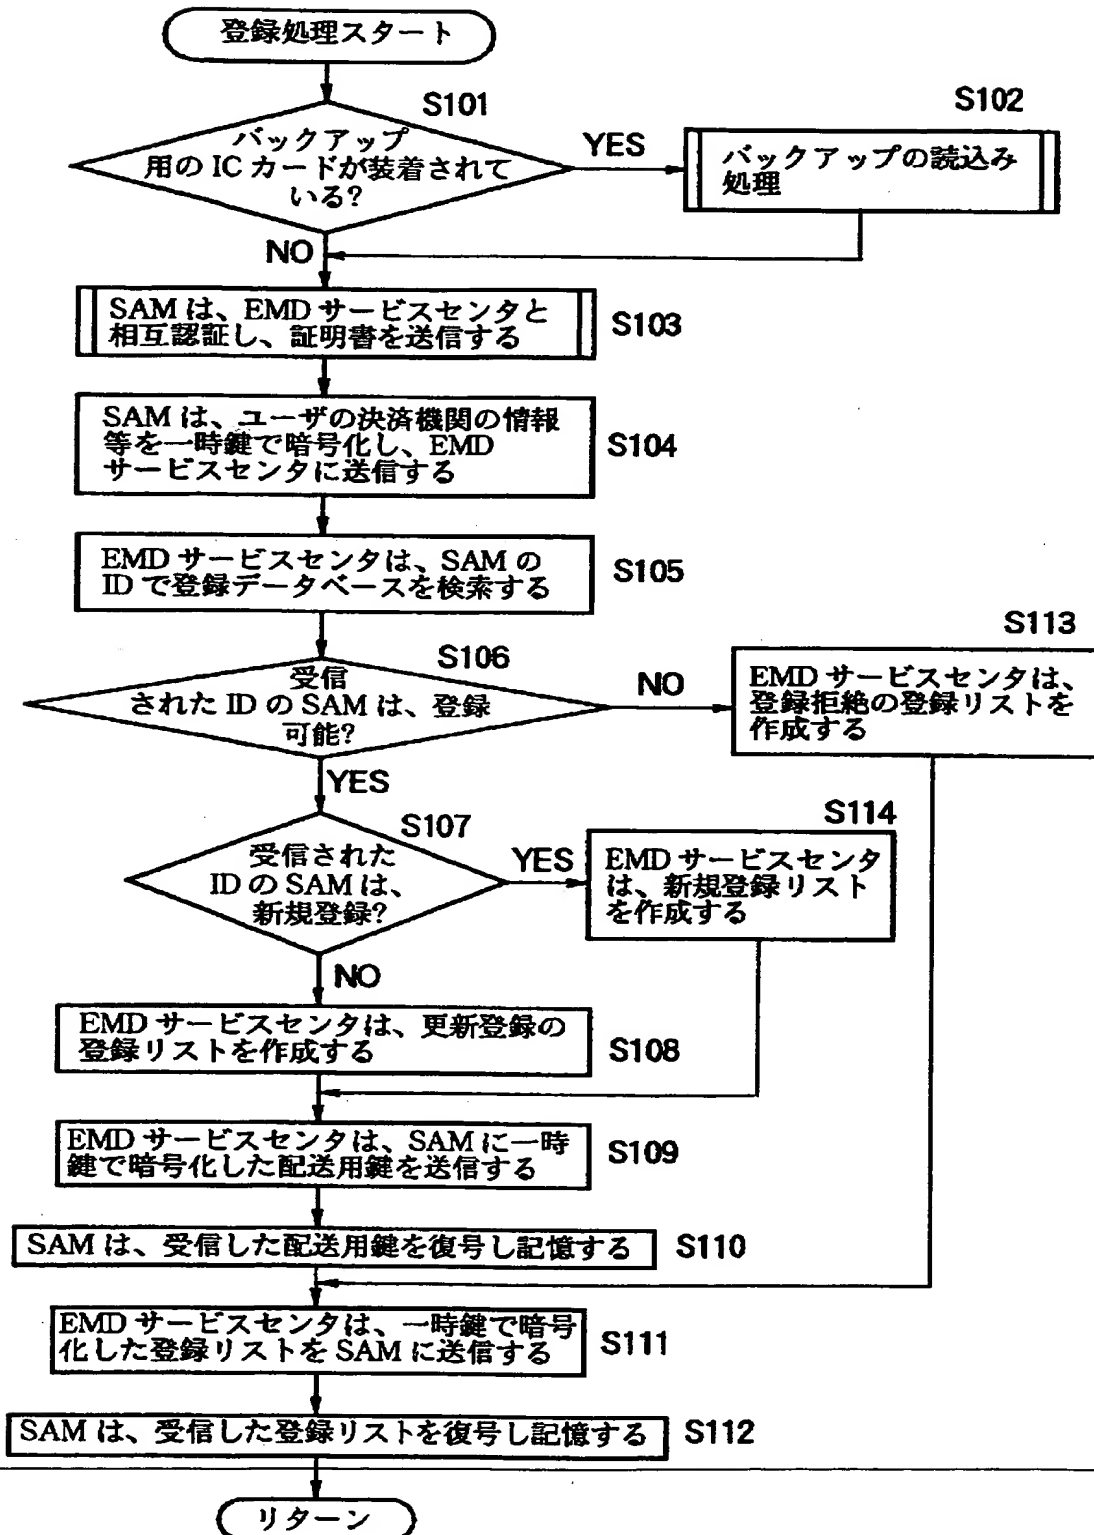 登録処理スタート
S101
バックアップ
用の IC カードが装着されて
いる?
YES
S102
バックアップの読込み
処理
NO
SAM は、EMD サービスセンタと
相互認証し、証明書を送信する
S103
SAM は、ユーザの決済機関の情報
等を一時鍵で暗号化し、EMD
サービスセンタに送信する
S104
EMD サービスセンタは、SAM の
ID で登録データベースを検索する
S105
S106
受信
された ID の SAM は、登録
可能?
NO
S113
EMD サービスセンタは、
登録拒絶の登録リストを
作成する
YES
S107
受信された
ID の SAM は、
新規登録?
YES
S114
EMD サービスセンタ
は、新規登録リスト
を作成する
NO
EMD サービスセンタは、更新登録の
登録リストを作成する
S108
EMD サービスセンタは、SAM に一時
鍵で暗号化した配送用鍵を送信する
S109
SAM は、受信した配送用鍵を復号し記憶する
S110
EMD サービスセンタは、一時鍵で暗号
化した登録リストを SAM に送信する
S111
SAM は、受信した登録リストを復号し記憶する
S112
リターン